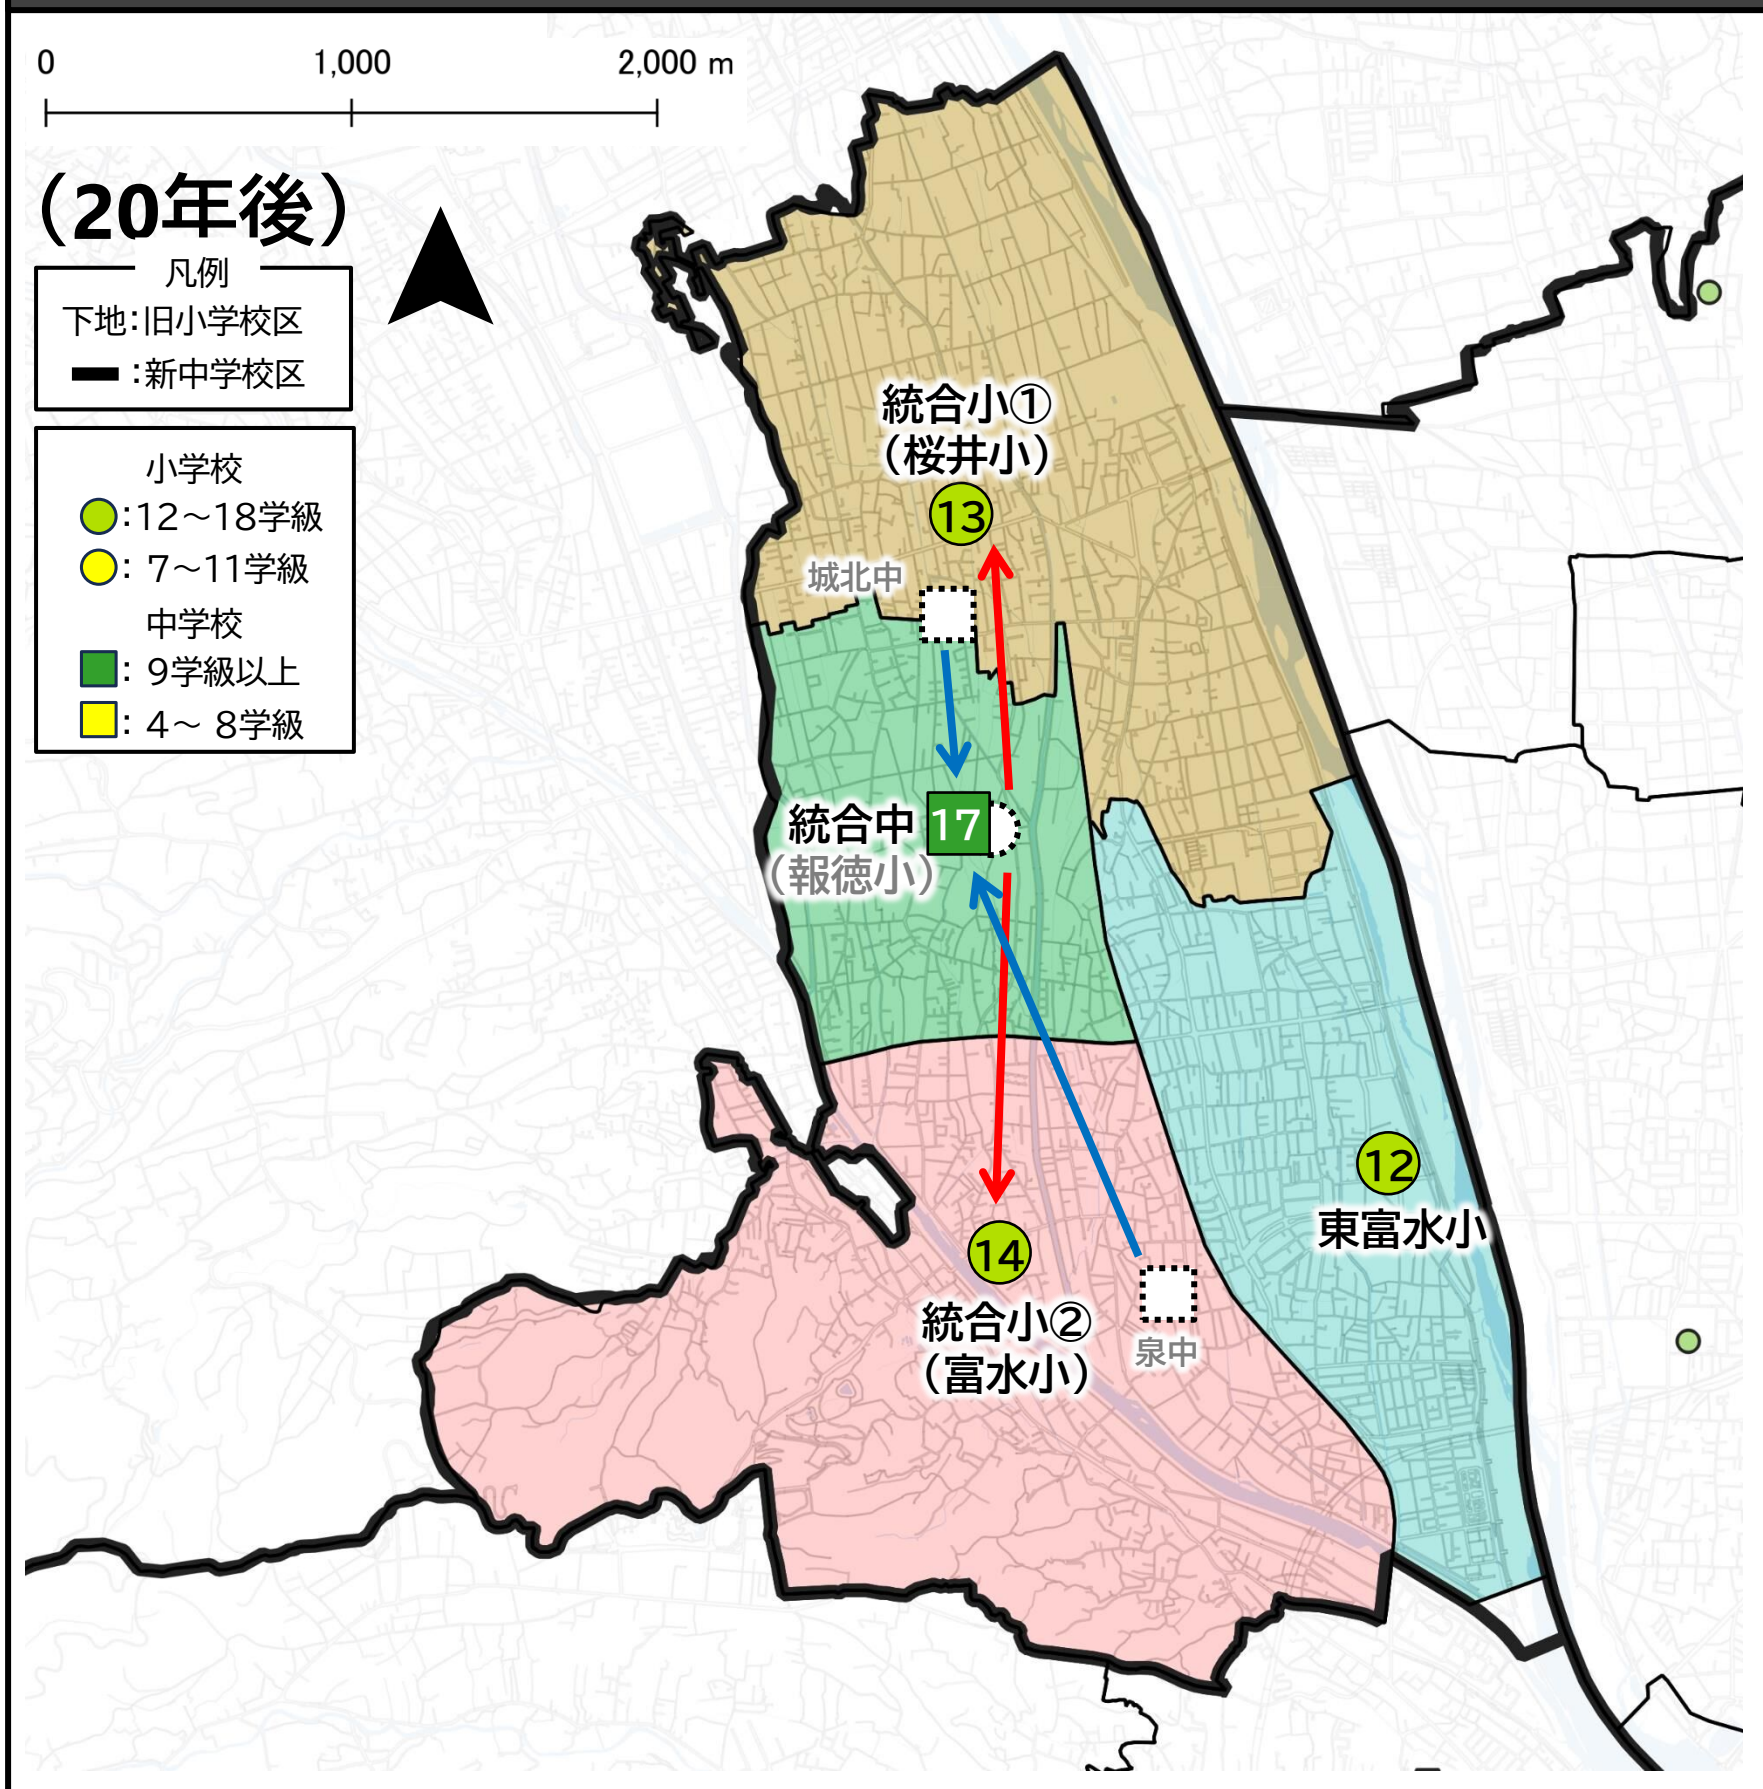 0 1,000 2,000 m
（20年後）
凡例
下地：旧小学校区
：新中学校区
小学校
：12～18学級
：7～11学級
中学校
：9学級以上
：4～ 8学級
統合小①
（桜井小）
13
城北中
統合中 17
（報徳小）
12
東富水小
14
統合小②
（富水小）
泉中